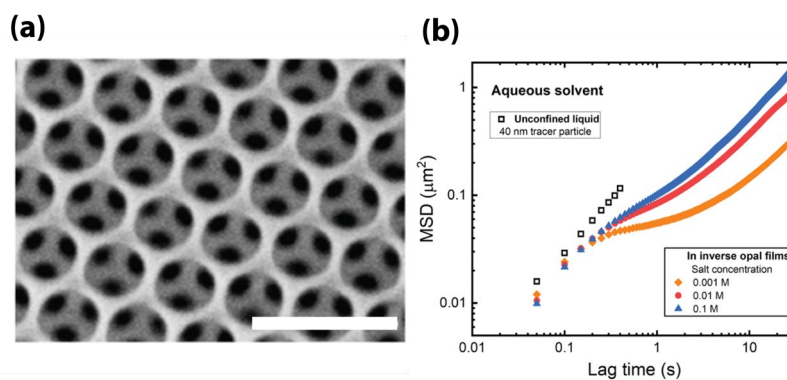 (a)
(b)
Aqueous solvent
Unconfined liquid
40 nm tracer particle
In inverse opal films
Salt concentration
0.001 M
0.01 M
0.1 M
MSD (μm²)
1
0.1
0.01
0.01 0.1 1 10
Lag time (s)